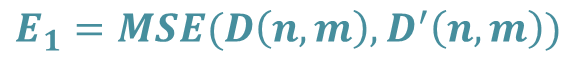 E₁ = MSE(D(n, m), D′(n, m))